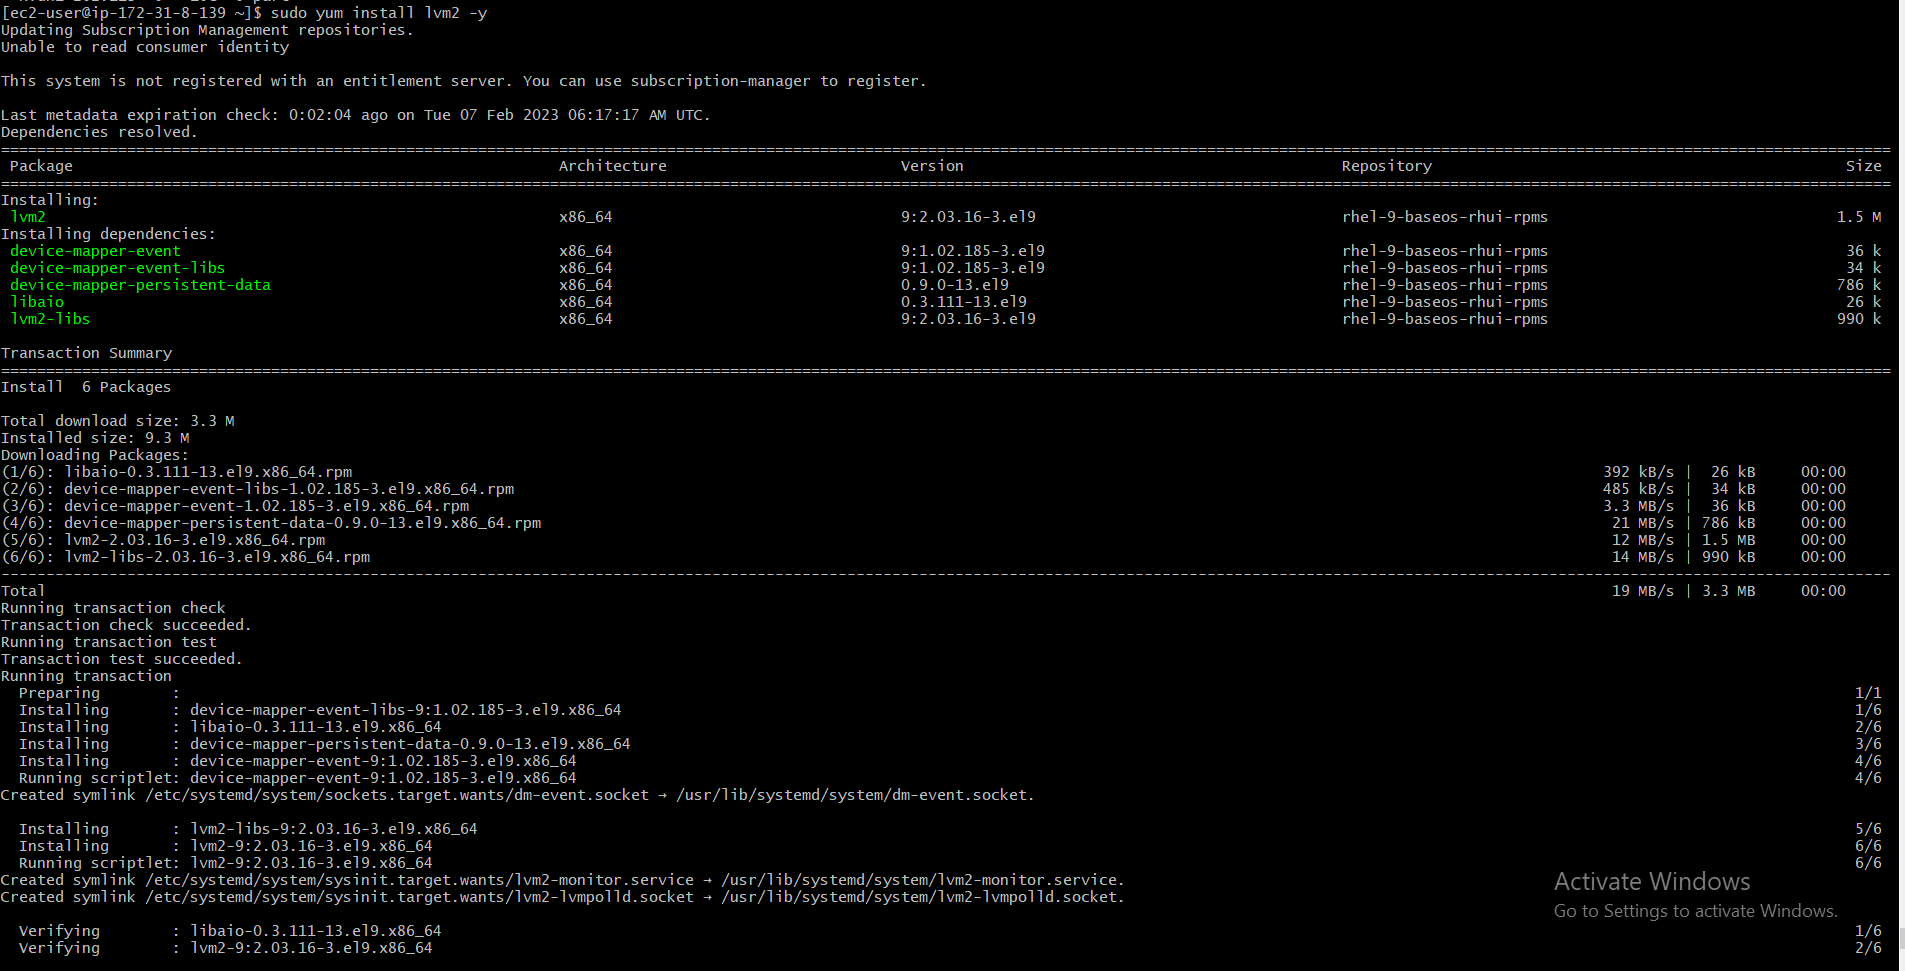 [ec2-user@ip-172-31-8-139 ~]$ sudo yum install lvm2 -y
Updating Subscription Management repositories.
Unable to read consumer identity
This system is not registered with an entitlement server. You can use subscription-manager to register.
Last metadata expiration check: 0:02:04 ago on Tue 07 Feb 2023 06:17:17 AM UTC.
Dependencies resolved.
Package Architecture Version Repository Size
Installing:
lvm2 x86_64 9:2.03.16-3.el9 rhel-9-baseos-rhui-rpms 1.5 M
Installing dependencies:
device-mapper-event x86_64 9:1.02.185-3.el9 rhel-9-baseos-rhui-rpms 36 k
device-mapper-event-libs x86_64 9:1.02.185-3.el9 rhel-9-baseos-rhui-rpms 34 k
device-mapper-persistent-data x86_64 0.9.0-13.el9 rhel-9-baseos-rhui-rpms 786 k
libaio x86_64 0.3.111-13.el9 rhel-9-baseos-rhui-rpms 26 k
lvm2-libs x86_64 9:2.03.16-3.el9 rhel-9-baseos-rhui-rpms 990 k
Transaction Summary
Install 6 Packages
Total download size: 3.3 M
Installed size: 9.3 M
Downloading Packages:
(1/6): libaio-0.3.111-13.el9.x86_64.rpm 392 kB/s | 26 kB 00:00
(2/6): device-mapper-event-libs-1.02.185-3.el9.x86_64.rpm 485 kB/s | 34 kB 00:00
(3/6): device-mapper-event-1.02.185-3.el9.x86_64.rpm 3.3 MB/s | 36 kB 00:00
(4/6): device-mapper-persistent-data-0.9.0-13.el9.x86_64.rpm 21 MB/s | 786 kB 00:00
(5/6): lvm2-2.03.16-3.el9.x86_64.rpm 12 MB/s | 1.5 MB 00:00
(6/6): lvm2-libs-2.03.16-3.el9.x86_64.rpm 14 MB/s | 990 kB 00:00
Total 19 MB/s | 3.3 MB 00:00
Running transaction check
Transaction check succeeded.
Running transaction test
Transaction test succeeded.
Running transaction
Preparing : 1/1
Installing : device-mapper-event-libs-9:1.02.185-3.el9.x86_64 1/6
Installing : libaio-0.3.111-13.el9.x86_64 2/6
Installing : device-mapper-persistent-data-0.9.0-13.el9.x86_64 3/6
Installing : device-mapper-event-9:1.02.185-3.el9.x86_64 4/6
Running scriptlet: device-mapper-event-9:1.02.185-3.el9.x86_64 4/6
Created symlink /etc/systemd/system/sockets.target.wants/dm-event.socket → /usr/lib/systemd/system/dm-event.socket.
Installing : lvm2-libs-9:2.03.16-3.el9.x86_64 5/6
Installing : lvm2-9:2.03.16-3.el9.x86_64 6/6
Running scriptlet: lvm2-9:2.03.16-3.el9.x86_64 6/6
Created symlink /etc/systemd/system/sysinit.target.wants/lvm2-monitor.service → /usr/lib/systemd/system/lvm2-monitor.service.
Created symlink /etc/systemd/system/sysinit.target.wants/lvm2-lvmpolld.socket → /usr/lib/systemd/system/lvm2-lvmpolld.socket.
Activate Windows
Go to Settings to activate Windows.
Verifying : libaio-0.3.111-13.el9.x86_64 1/6
Verifying : lvm2-9:2.03.16-3.el9.x86_64 2/6